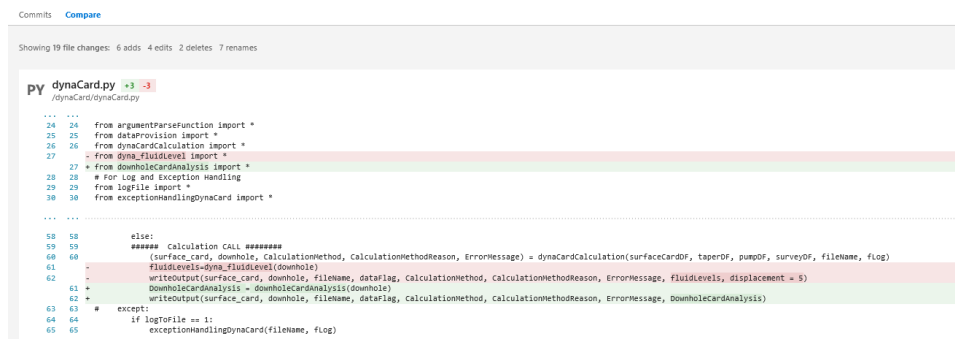 Commits Compare
Showing 19 file changes: 6 adds 4 edits 2 deletes 7 renames
PY dynaCard.py +3 -3
/dynaCard/dynaCard.py
... ...
24 24 from argumentParseFunction import *
25 25 from dataProvision import *
26 26 from dynaCardCalculation import *
27 - from dyna_fluidLevel import *
27 + from downholeCardAnalysis import *
28 28 # For Log and Exception Handling
29 29 from logFile import *
30 30 from exceptionHandlingDynaCard import *
... ...
58 58 else:
59 59 ###### Calculation CALL ########
60 60 (surface_card, downhole, CalculationMethod, CalculationMethodReason, ErrorMessage) = dynaCardCalculation(surfaceCardDF, taperDF, pumpDF, surveyDF, fileName, fLog)
61 - fluidLevels=dyna_fluidLevel(downhole)
62 - writeOutput(surface_card, downhole, fileName, dataFlag, CalculationMethod, CalculationMethodReason, ErrorMessage, fluidLevels, displacement = 5)
61 + DownholeCardAnalysis = downholeCardAnalysis(downhole)
62 + writeOutput(surface_card, downhole, fileName, dataFlag, CalculationMethod, CalculationMethodReason, ErrorMessage, DownholeCardAnalysis)
63 63 # except:
64 64 if logToFile == 1:
65 65 exceptionHandlingDynaCard(fileName, fLog)